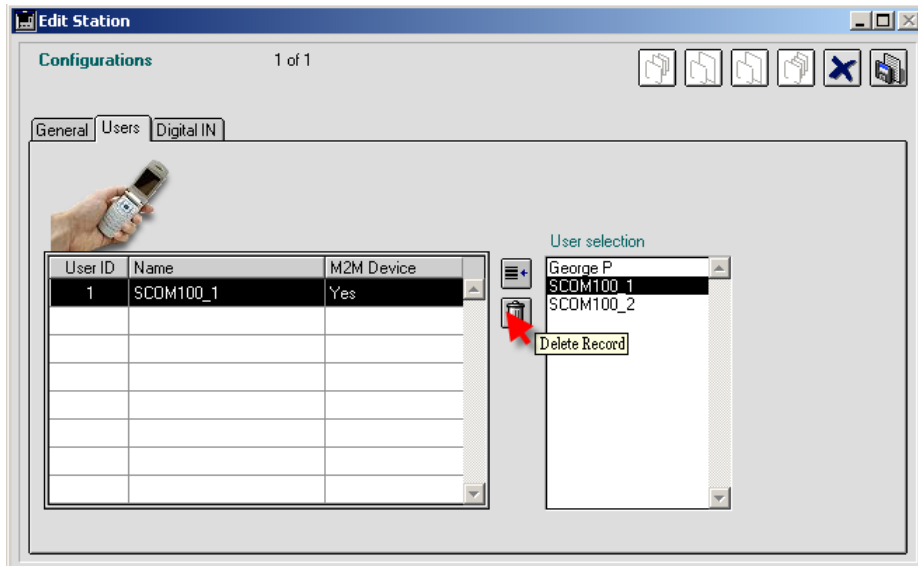 Edit Station
Configurations 1 of 1
General Users Digital IN
User selection
User ID Name M2M Device
1 SCOM100_1 Yes
George P
SCOM100_1
SCOM100_2
Delete Record